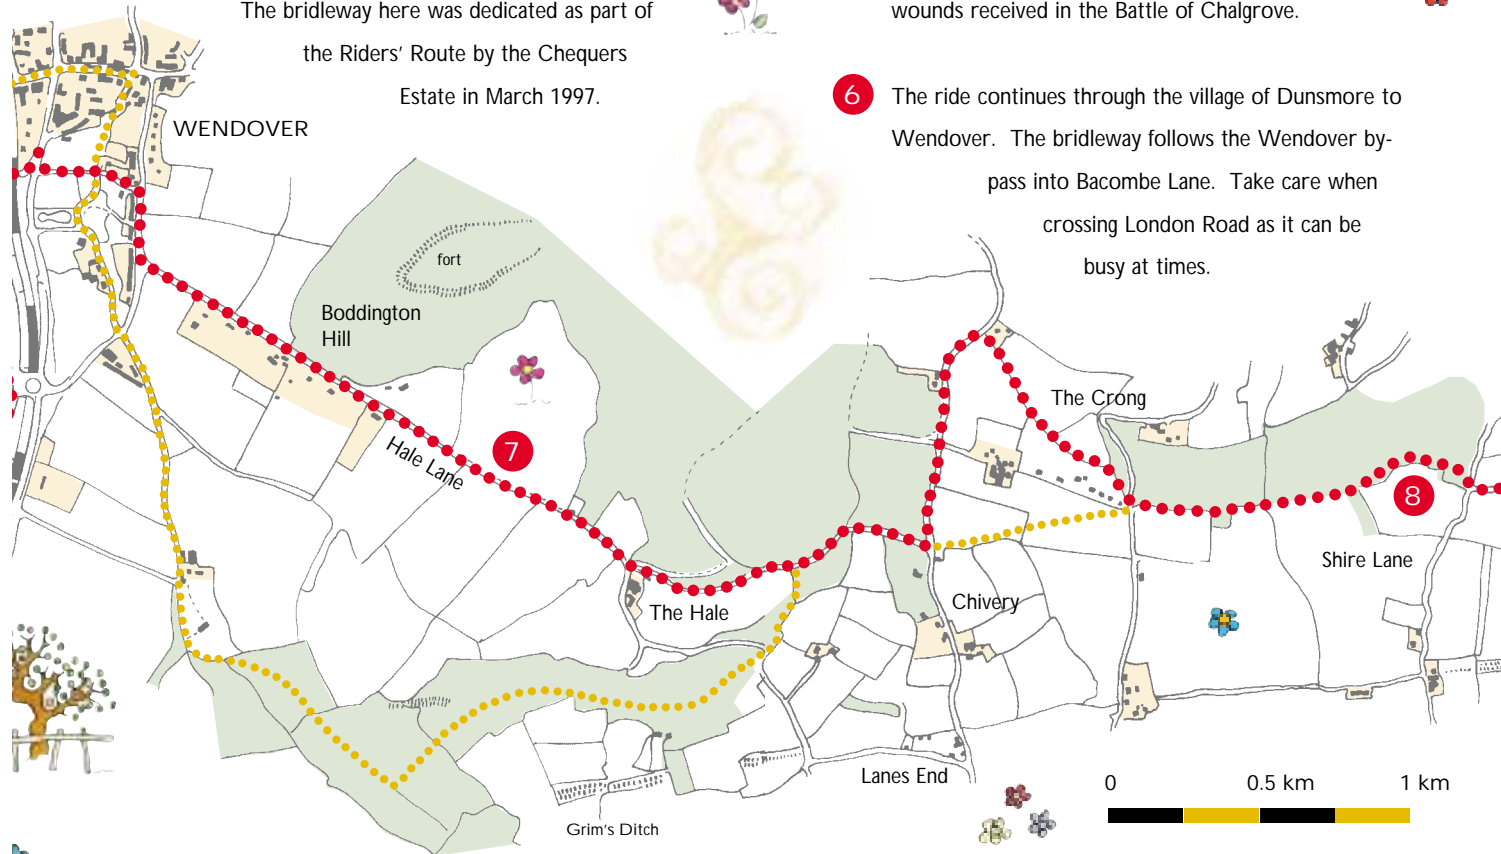 The bridleway here was dedicated as part of
the Riders' Route by the Chequers
Estate in March 1997.
wounds received in the Battle of Chalgrove.
6 The ride continues through the village of Dunsmore to
Wendover. The bridleway follows the Wendover by-
pass into Bacombe Lane. Take care when
crossing London Road as it can be
busy at times.
WENDOVER
fort
Boddington
Hill
Hale Lane
7
The Hale
The Crong
8
Shire Lane
Chivery
Lanes End
Grim's Ditch
0 0.5 km 1 km